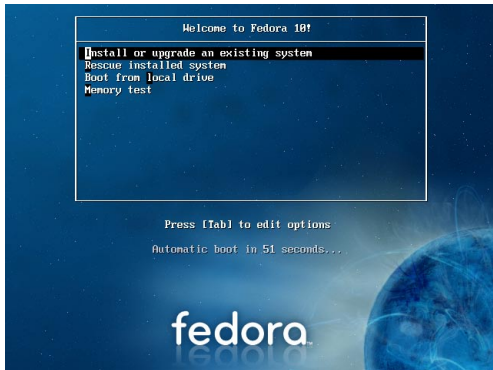 Welcome to Fedora 10!
Install or upgrade an existing system
Rescue installed system
Boot from local drive
Memory test
Press [Tab] to edit options
Automatic boot in 51 seconds...
fedora